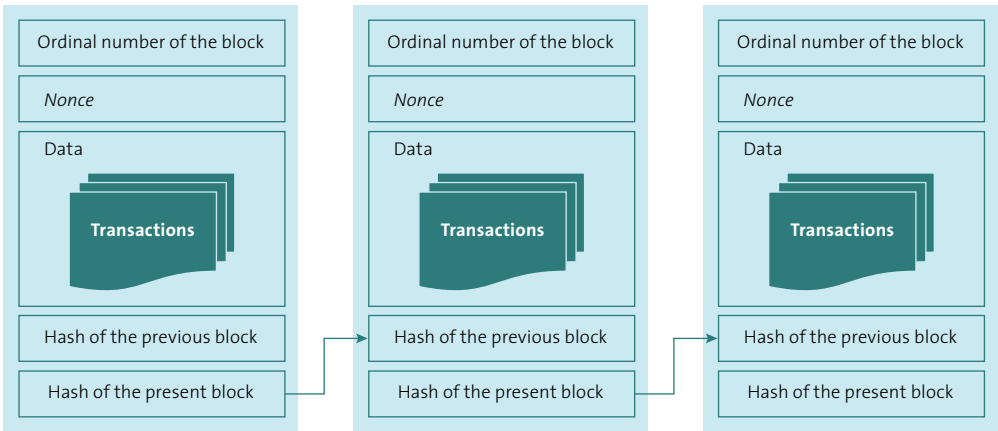 Ordinal number of the block
Nonce
Data
Transactions
Hash of the previous block
Hash of the present block
Ordinal number of the block
Nonce
Data
Transactions
Hash of the previous block
Hash of the present block
Ordinal number of the block
Nonce
Data
Transactions
Hash of the previous block
Hash of the present block